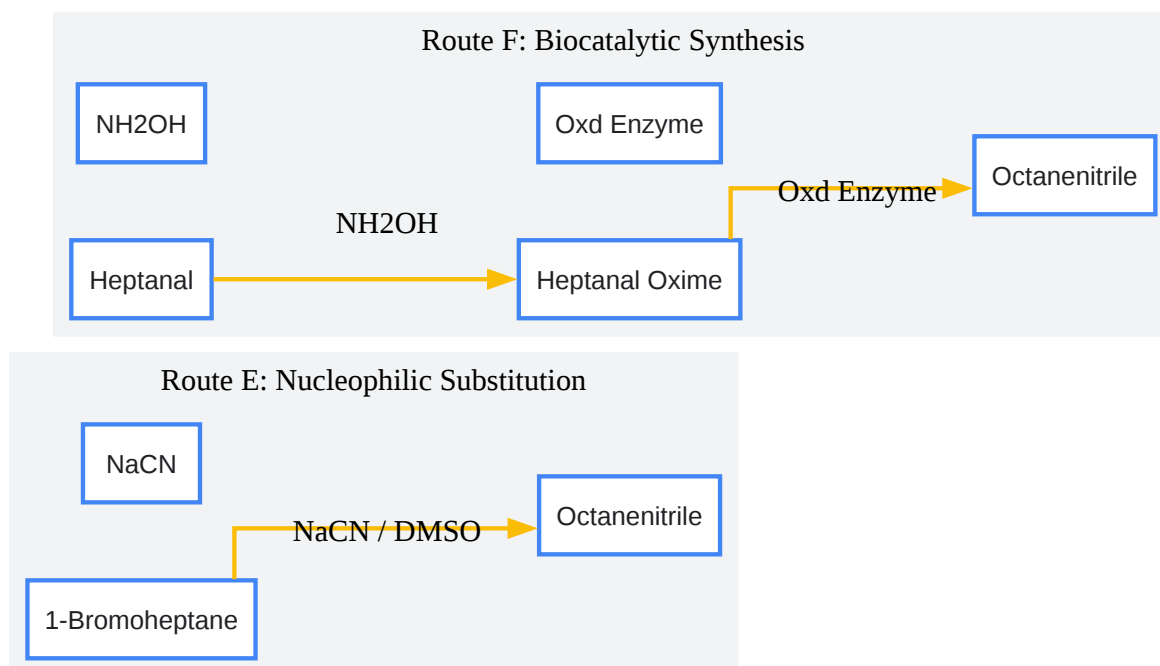 Route F: Biocatalytic Synthesis
NH2OH
Oxd Enzyme
Octanenitrile
Oxd Enzyme
NH2OH
Heptanal
Heptanal Oxime
Route E: Nucleophilic Substitution
NaCN
Octanenitrile
NaCN / DMSO
1-Bromoheptane